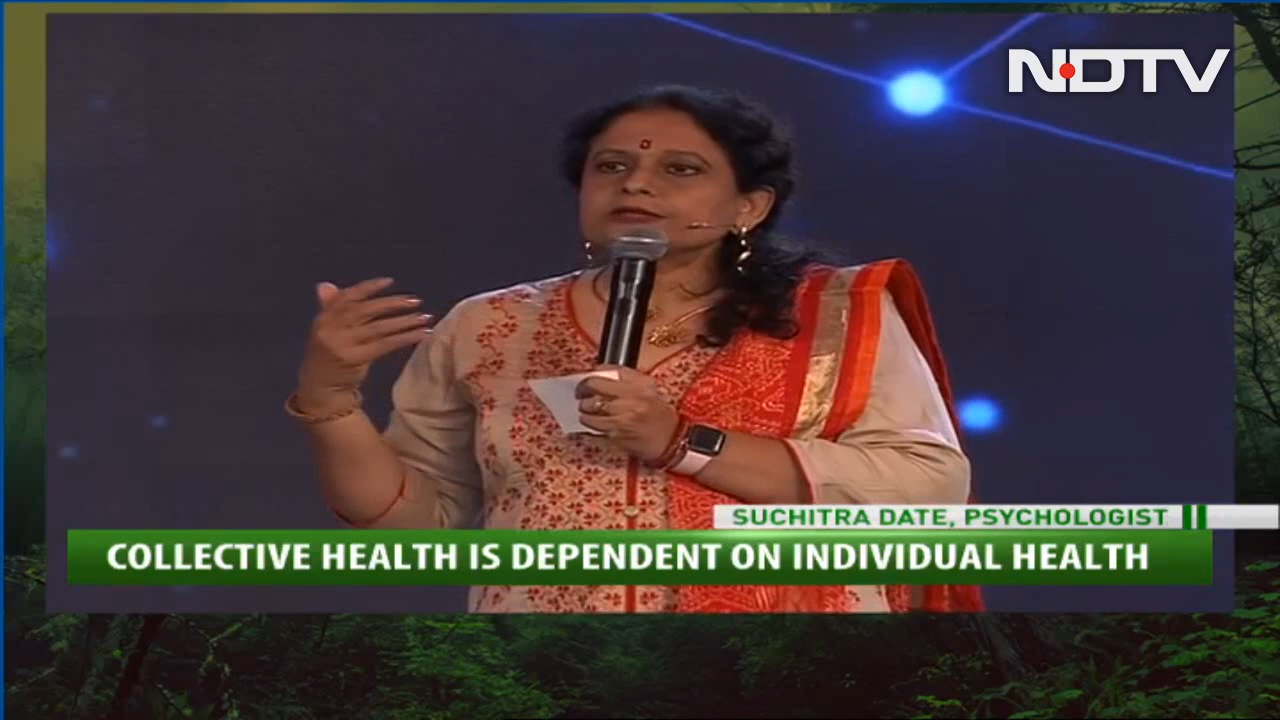 NDTV
SUCHITRA DATE, PSYCHOLOGIST
COLLECTIVE HEALTH IS DEPENDENT ON INDIVIDUAL HEALTH